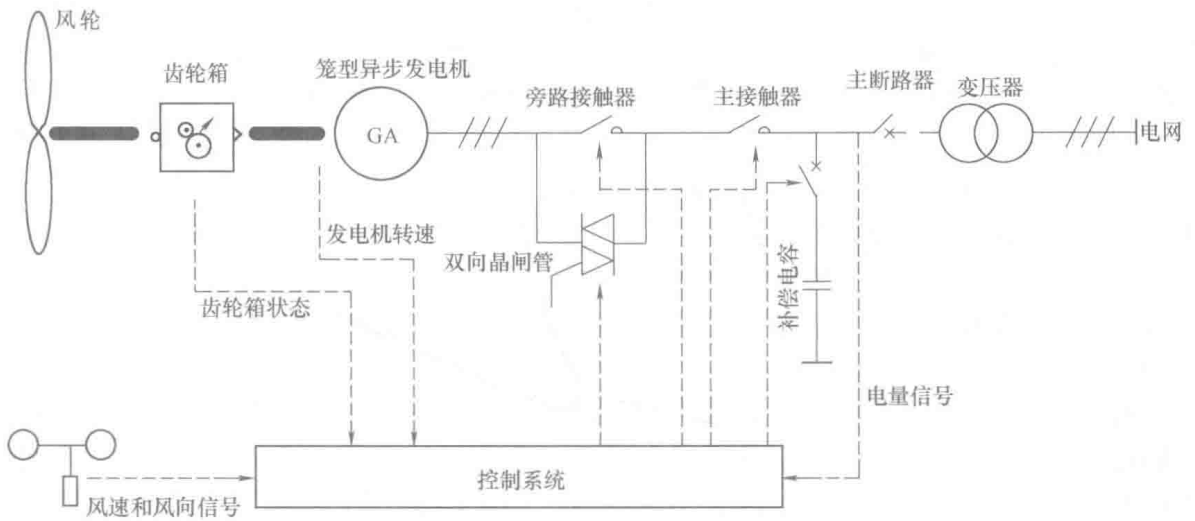 风轮
齿轮箱
笼型异步发电机
旁路接触器
主接触器
主断路器
变压器
GA
电网
发电机转速
双向晶闸管
补偿电容
齿轮箱状态
电量信号
控制系统
风速和风向信号